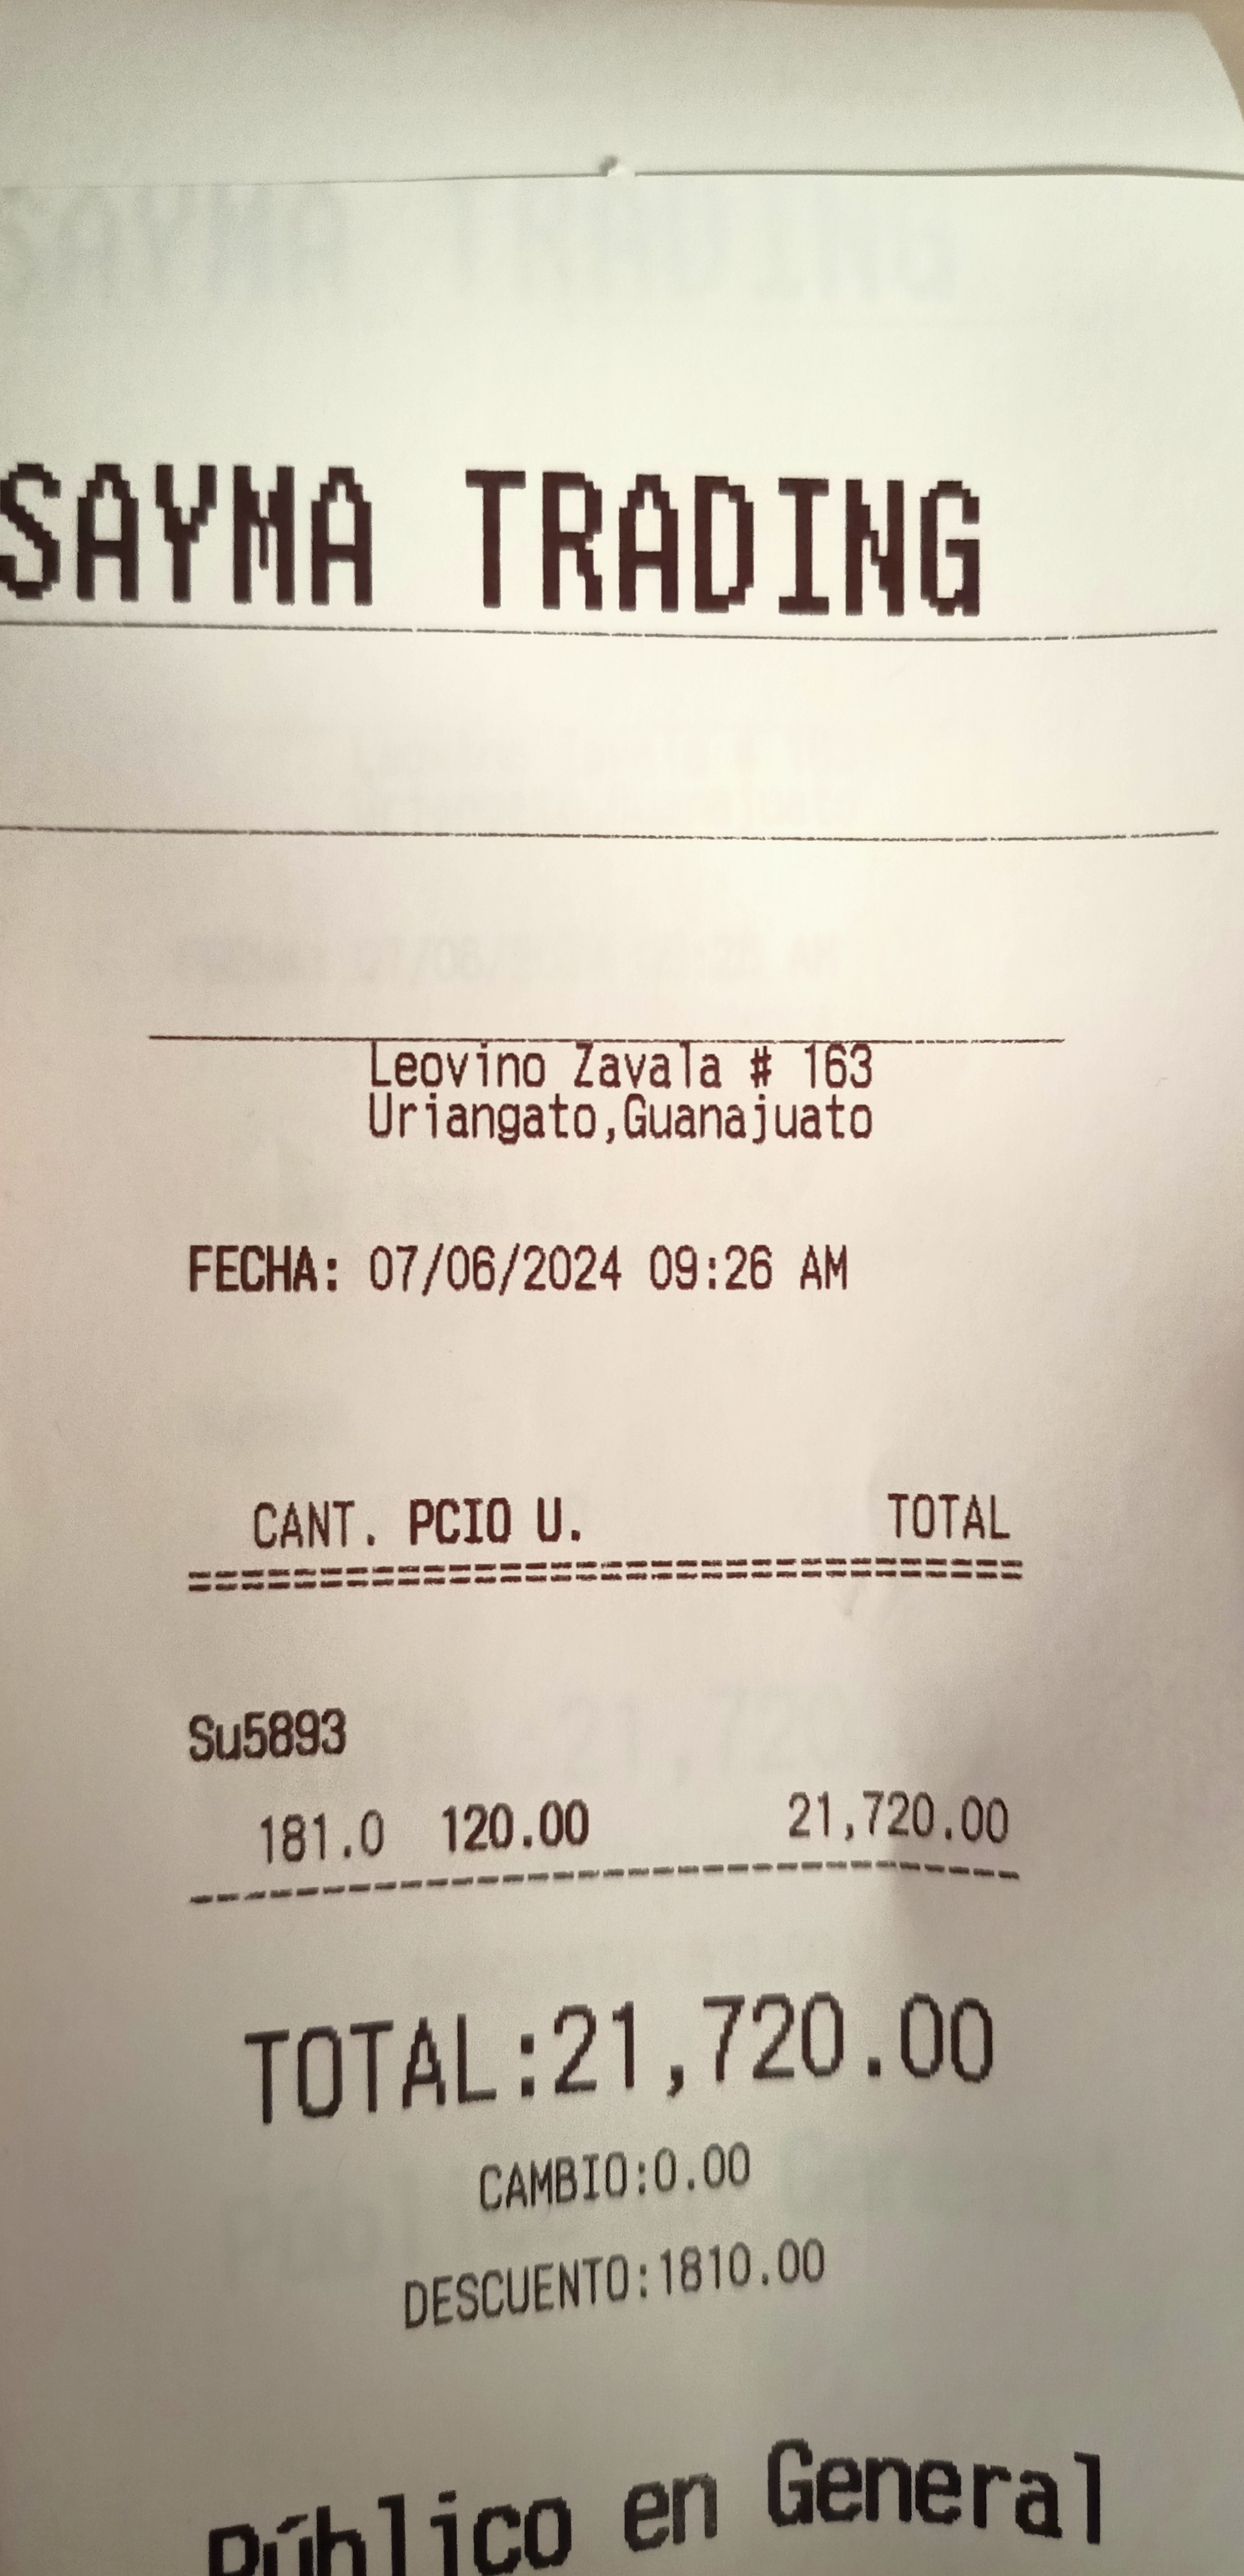 SAYMA TRADING
Leovino Zavala # 163
Uriangato,Guanajuato
FECHA: 07/06/2024 09:26 AM
CANT. PCIO U. TOTAL
Su5893
181.0 120.00 21,720.00
TOTAL:21,720.00
CAMBIO:0.00
DESCUENTO:1810.00
Público en General